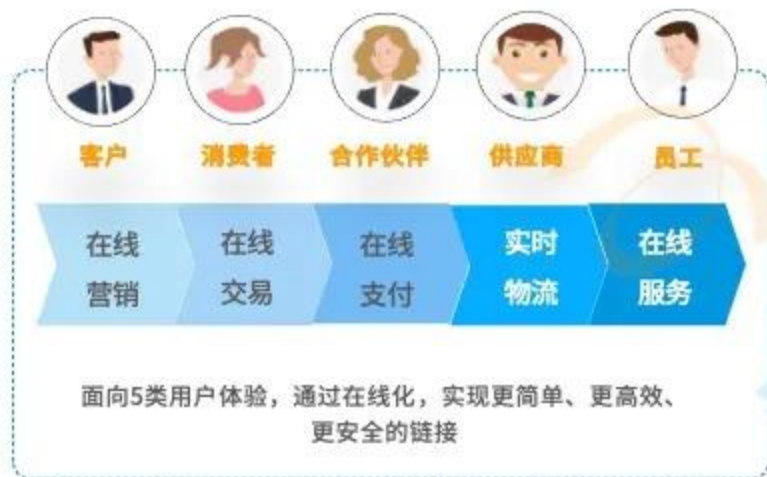 客户 消费者 合作伙伴 供应商 员工
在线 在线 在线 实时 在线
营销 交易 支付 物流 服务
面向5类用户体验，通过在线化，实现更简单、更高效、
更安全的链接